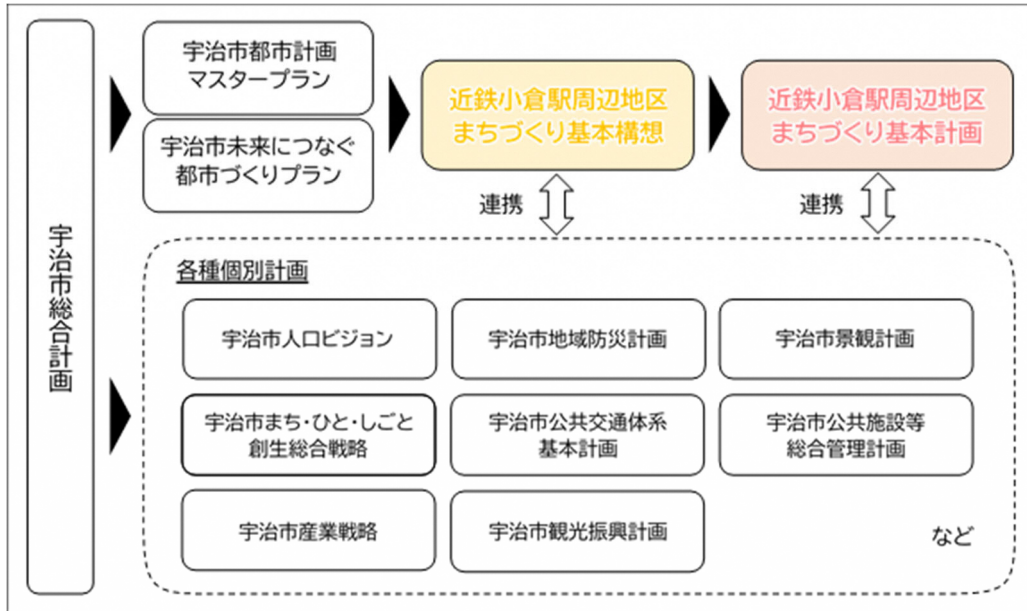 宇治市総合計画
宇治市都市計画
マスタープラン
宇治市未来につなぐ
都市づくりプラン
近鉄小倉駅周辺地区
まちづくり基本構想
近鉄小倉駅周辺地区
まちづくり基本計画
連携
連携
各種個別計画
宇治市人口ビジョン
宇治市地域防災計画
宇治市景観計画
宇治市まち・ひと・しごと
創生総合戦略
宇治市公共交通体系
基本計画
宇治市公共施設等
総合管理計画
宇治市産業戦略
宇治市観光振興計画
など